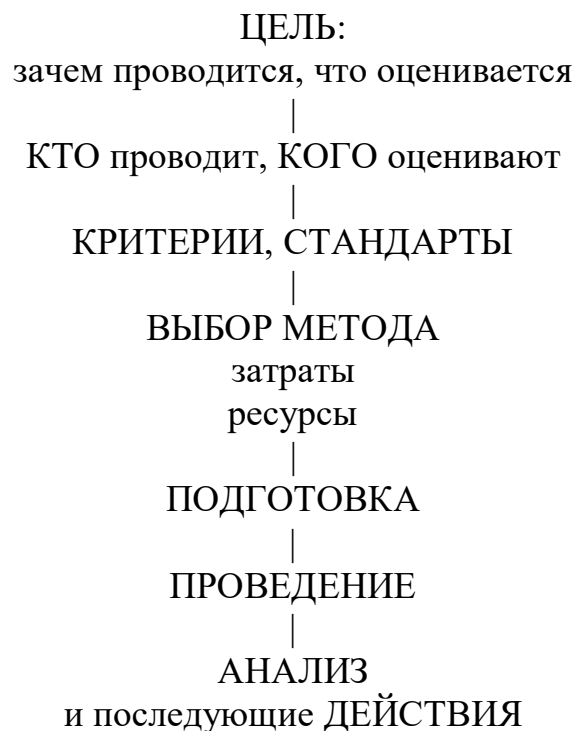 ЦЕЛЬ:
зачем проводится, что оценивается
КТО проводит, КОГО оценивают
КРИТЕРИИ, СТАНДАРТЫ
ВЫБОР МЕТОДА
затраты
ресурсы
ПОДГОТОВКА
ПРОВЕДЕНИЕ
АНАЛИЗ
и последующие ДЕЙСТВИЯ